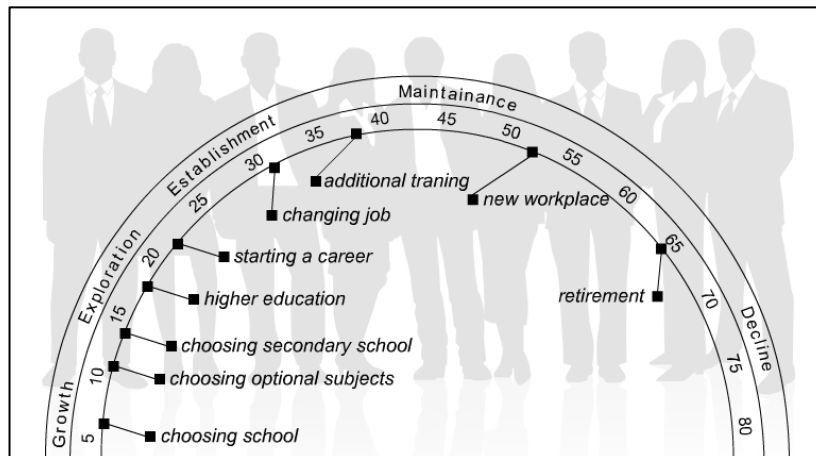 Growth
Exploration
Establishment
Maintainance
Decline
5
10
15
20
25
30
35
40
45
50
55
60
65
70
75
80
additional traning
new workplace
changing job
starting a career
higher education
retirement
choosing secondary school
choosing optional subjects
choosing school